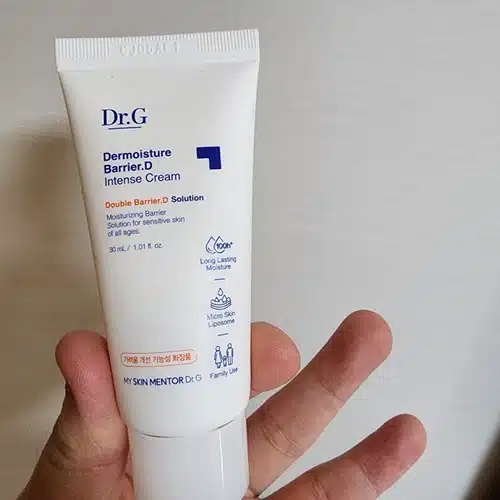 Dr.G
Dermoisture
Barrier.D
Intense Cream
Double Barrier.D Solution
Moisturizing Barrier
Solution for sensitive skin
of all ages.
30 mL / 1.01 fl. oz.
100h*
Long Lasting
Moisture
Micro Skin
Liposome
Family Use
가려움 개선 기능성 화장품
MY SKIN MENTOR Dr.G